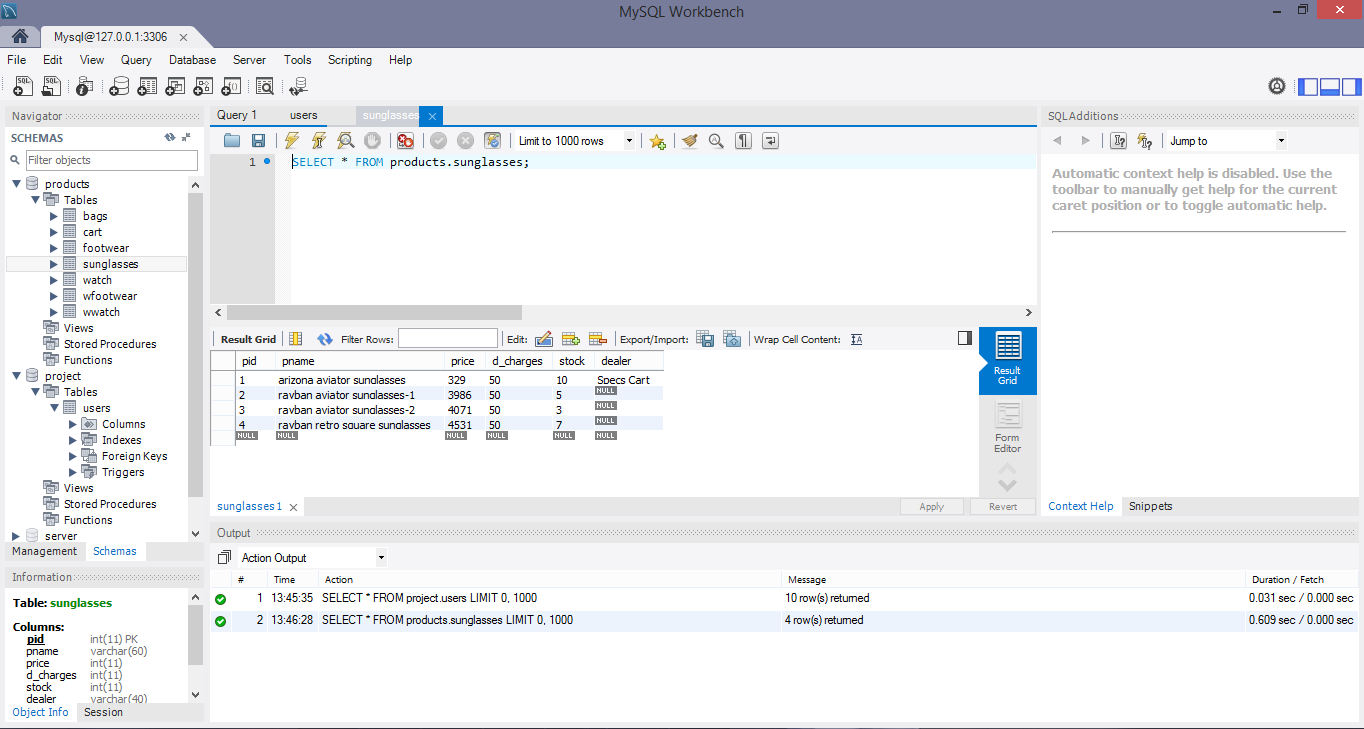 MySQL Workbench
Mysql@127.0.0.1:3306
File Edit View Query Database Server Tools Scripting Help
Navigator
SCHEMAS
Filter objects
products
Tables
bags
cart
footwear
sunglasses
watch
wfootwear
wwatch
Views
Stored Procedures
Functions
project
Tables
users
Columns
Indexes
Foreign Keys
Triggers
Views
Stored Procedures
Functions
server
Management Schemas
Information
Table: sunglasses
Columns:
pid int(11) PK
pname varchar(60)
price int(11)
d_charges int(11)
stock int(11)
dealer varchar(40)
Object Info Session
Query 1 users sunglasses
Limit to 1000 rows
1 SELECT * FROM products.sunglasses;
Result Grid Filter Rows: Edit: Export/Import: Wrap Cell Content:
pid pname price d_charges stock dealer
1 arizona aviator sunglasses 329 50 10 Specs Cart
2 rayban aviator sunglasses-1 3986 50 5 NULL
3 rayban aviator sunglasses-2 4071 50 3 NULL
4 rayban retro square sunglasses 4531 50 7 NULL
NULL NULL NULL NULL NULL NULL
Result
Grid
Form
Editor
sunglasses 1 Apply Revert
SQLAdditions
Jump to
Automatic context help is disabled. Use the
toolbar to manually get help for the current
caret position or to toggle automatic help.
Context Help Snippets
Output
Action Output
# Time Action Message Duration / Fetch
1 13:45:35 SELECT * FROM project.users LIMIT 0, 1000 10 row(s) returned 0.031 sec / 0.000 sec
2 13:46:28 SELECT * FROM products.sunglasses LIMIT 0, 1000 4 row(s) returned 0.609 sec / 0.000 sec